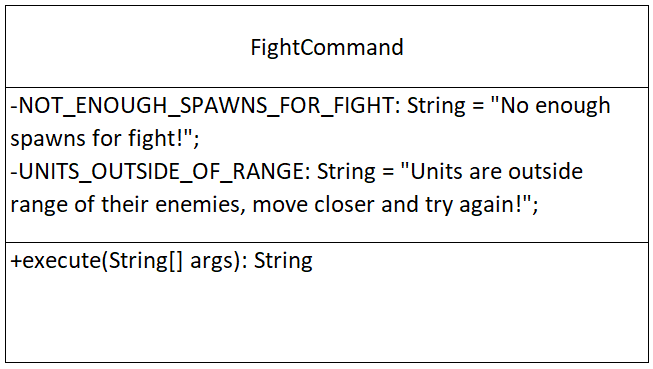 FightCommand
-NOT_ENOUGH_SPAWNS_FOR_FIGHT: String = "No enough
spawns for fight!";
-UNITS_OUTSIDE_OF_RANGE: String = "Units are outside
range of their enemies, move closer and try again!";
+execute(String[] args): String